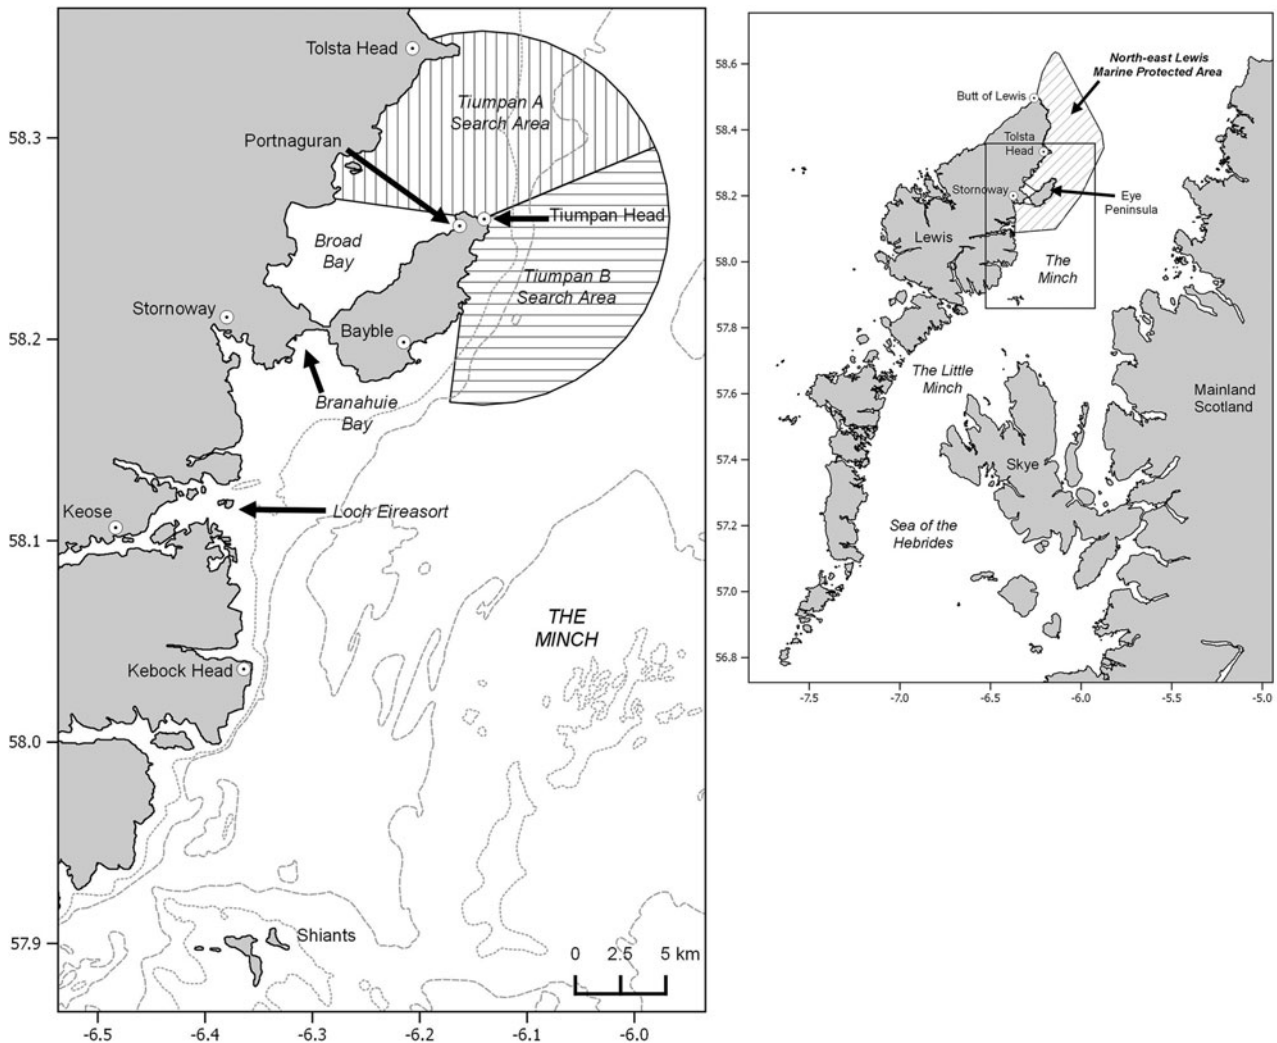 Tolsta Head
Tiumpan A
Search Area
58.3
Portnaguran
Tiumpan Head
Broad
Bay
Tiumpan B
Search Area
Stornoway
Bayble
58.2
Branahuie
Bay
Keose
Loch Eireasort
58.1
THE
MINCH
Kebock Head
58.0
Shiants
57.9
0 2.5 5 km
-6.5 -6.4 -6.3 -6.2 -6.1 -6.0
58.6
North-east Lewis
Marine Protected Area
Butt of Lewis
58.4
Tolsta
Head
Stornoway
58.2
Eye
Peninsula
Lewis
The
Minch
58.0
57.8
The Little
Minch
57.6
Mainland
Scotland
57.4
Skye
57.2
Sea of the
Hebrides
57.0
56.8
-7.5 -7.0 -6.5 -6.0 -5.5 -5.0